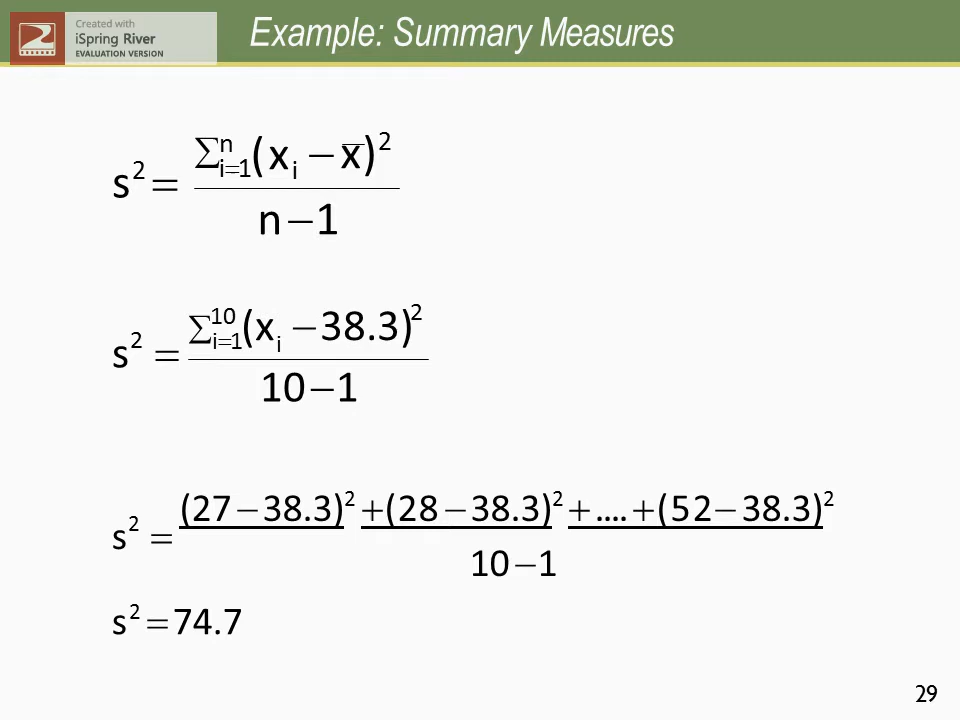 Created with
iSpring River
EVALUATION VERSION
Example: Summary Measures
s² = ∑ⁿᵢ₌₁(xᵢ − x̅)² / n − 1
s² = ∑¹⁰ᵢ₌₁(xᵢ − 38.3)² / 10 − 1
s² = (27 − 38.3)² + (28 − 38.3)² + .... + (52 − 38.3)² / 10 − 1
s² = 74.7
29